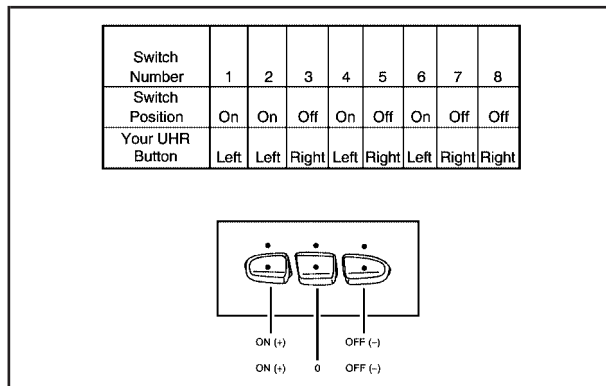 Switch Number 1 2 3 4 5 6 7 8
Switch Position On On Off On Off On Off Off
Your UHR Button Left Left Right Left Right Left Right Right
ON (+) OFF (–)
ON (+) 0 OFF (–)